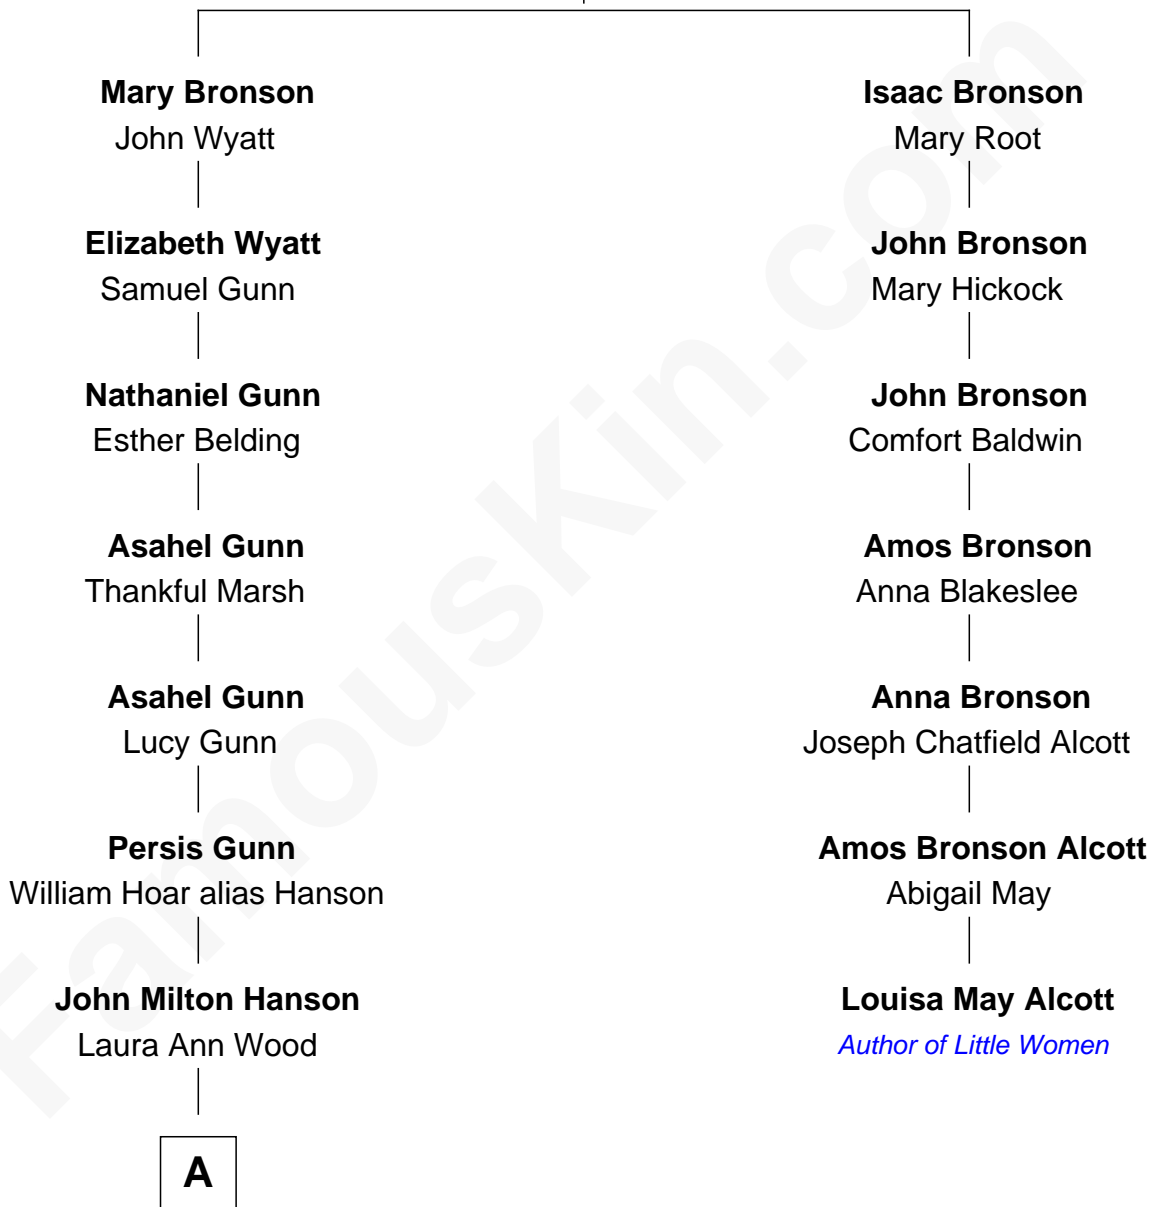 Mary Bronson
John Wyatt
Elizabeth Wyatt
Samuel Gunn
Nathaniel Gunn
Esther Belding
Asahel Gunn
Thankful Marsh
Asahel Gunn
Lucy Gunn
Persis Gunn
William Hoar alias Hanson
John Milton Hanson
Laura Ann Wood
A
Isaac Bronson
Mary Root
John Bronson
Mary Hickock
John Bronson
Comfort Baldwin
Amos Bronson
Anna Blakeslee
Anna Bronson
Joseph Chatfield Alcott
Amos Bronson Alcott
Abigail May
Louisa May Alcott
Author of Little Women
FamousKin.com